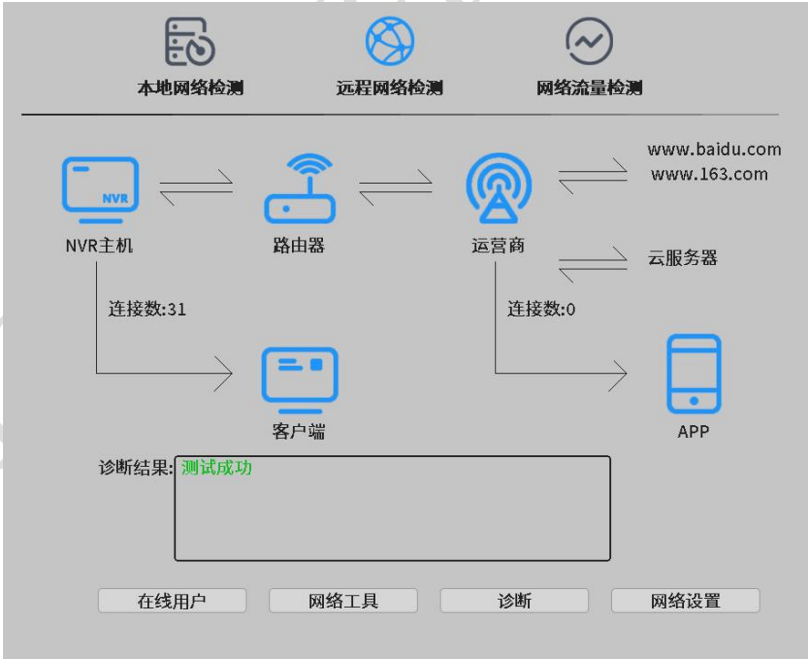 本地网络检测
远程网络检测
网络流量检测
www.baidu.com
www.163.com
NVR
NVR主机
路由器
运营商
云服务器
连接数:31
连接数:0
客户端
APP
诊断结果:
测试成功
在线用户
网络工具
诊断
网络设置